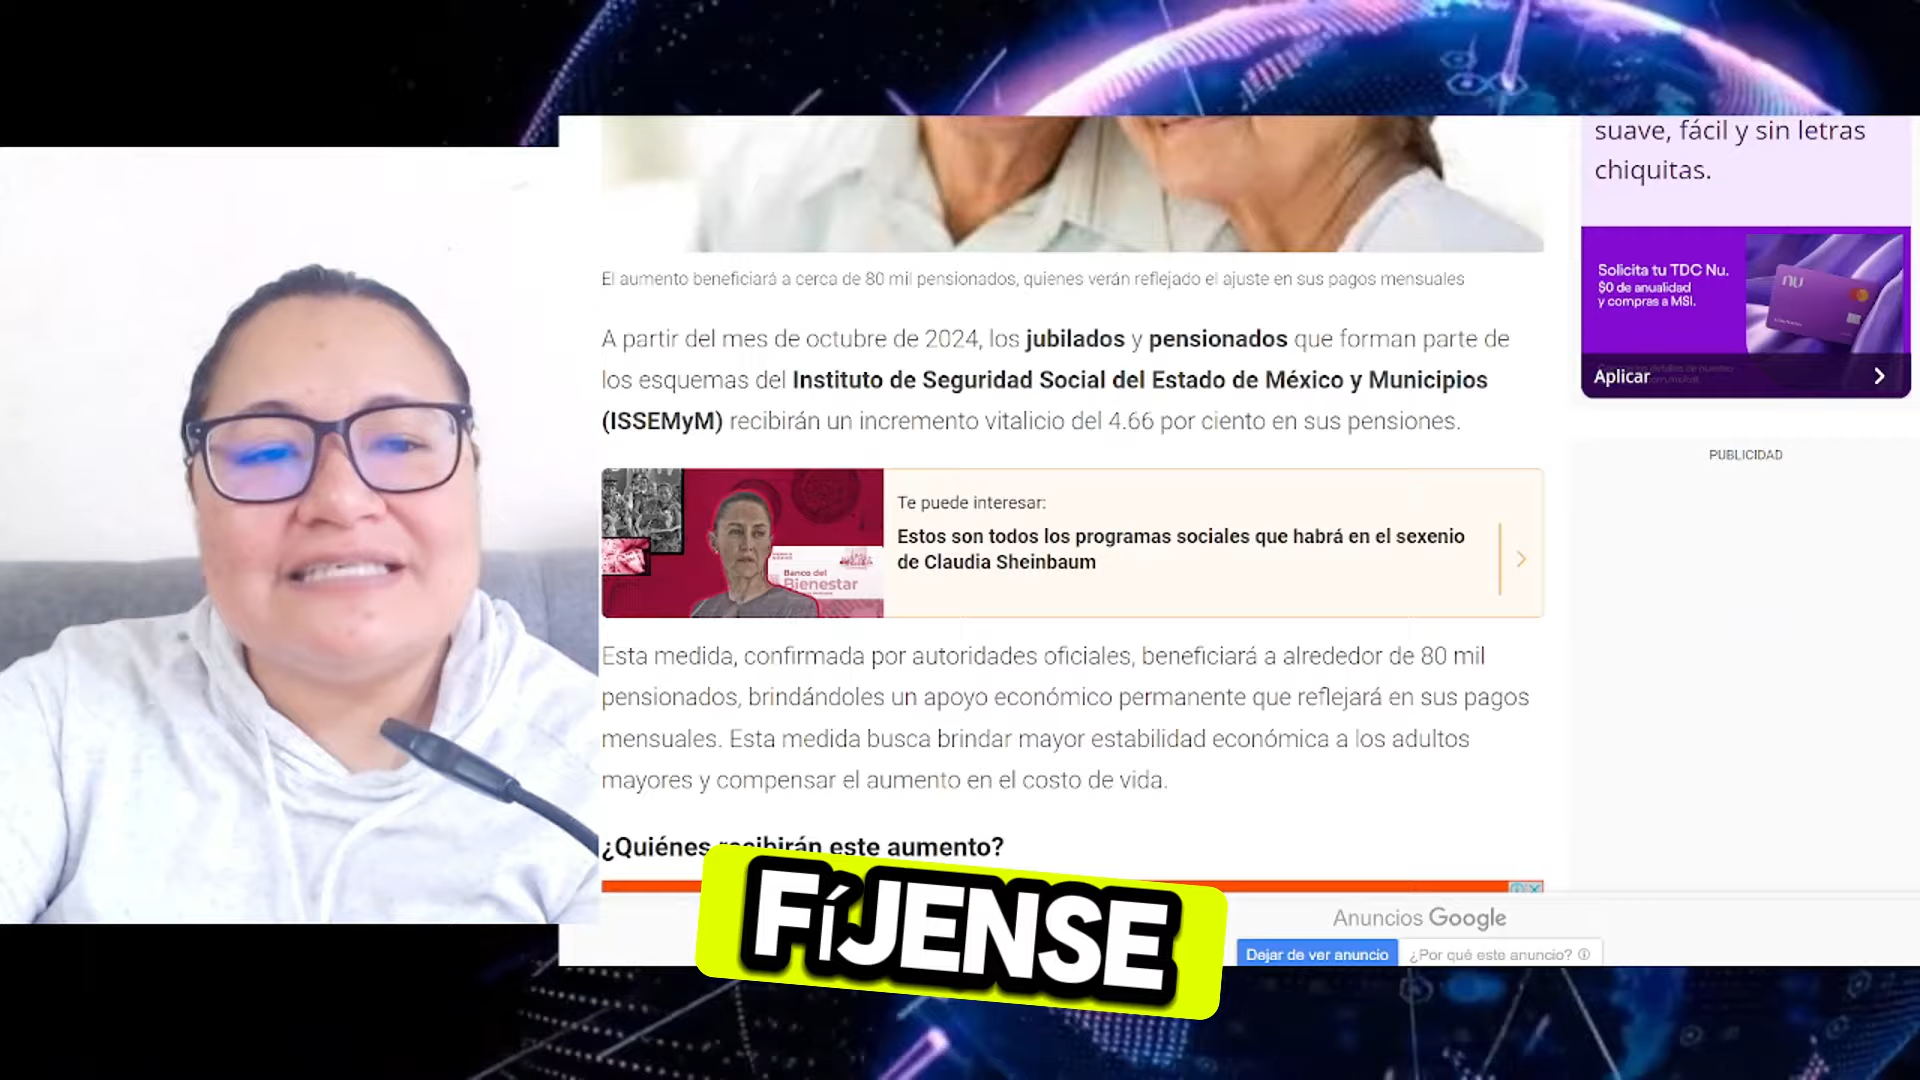 suave, fácil y sin letras
chiquitas.
Solicita tu TDC Nu.
$0 de anualidad
y compras a MSI.
nu
Aplicar
PUBLICIDAD
El aumento beneficiará a cerca de 80 mil pensionados, quienes verán reflejado el ajuste en sus pagos mensuales
A partir del mes de octubre de 2024, los jubilados y pensionados que forman parte de
los esquemas del Instituto de Seguridad Social del Estado de México y Municipios
(ISSEMyM) recibirán un incremento vitalicio del 4.66 por ciento en sus pensiones.
Te puede interesar:
Estos son todos los programas sociales que habrá en el sexenio
de Claudia Sheinbaum
Banco del
Bienestar
Esta medida, confirmada por autoridades oficiales, beneficiará a alrededor de 80 mil
pensionados, brindándoles un apoyo económico permanente que reflejará en sus pagos
mensuales. Esta medida busca brindar mayor estabilidad económica a los adultos
mayores y compensar el aumento en el costo de vida.
¿Quiénes recibirán este aumento?
FíJENSE
Anuncios Google
Dejar de ver anuncio
¿Por qué este anuncio?